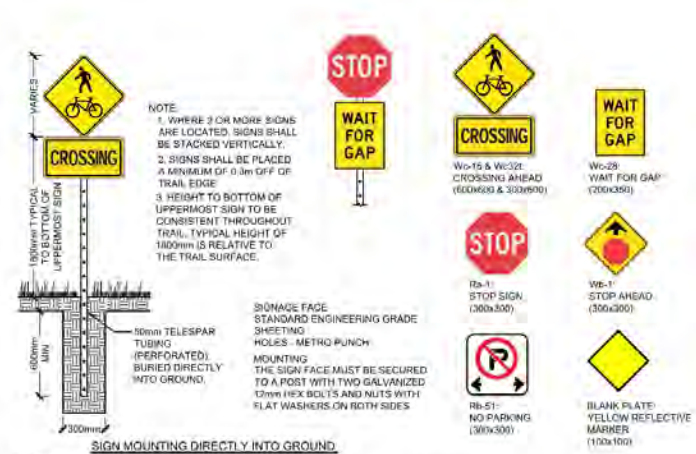 VARIES
1800mm TYPICAL
TO BOTTOM OF
UPPERMOST SIGN
600mm
MIN
CROSSING
300mm
50mm TELESPAR
TUBING
(PERFORATED)
BURIED DIRECTLY
INTO GROUND.
SIGN MOUNTING DIRECTLY INTO GROUND
NOTE:
1. WHERE 2 OR MORE SIGNS
ARE LOCATED, SIGNS SHALL
BE STACKED VERTICALLY.
2. SIGNS SHALL BE PLACED
A MINIMUM OF 0.3m OFF OF
TRAIL EDGE
3. HEIGHT TO BOTTOM OF
UPPERMOST SIGN TO BE
CONSISTENT THROUGHOUT
TRAIL. TYPICAL HEIGHT OF
1800mm IS RELATIVE TO
THE TRAIL SURFACE.
SIGNAGE FACE
STANDARD ENGINEERING GRADE
SHEETING
HOLES - METRO PUNCH
MOUNTING
THE SIGN FACE MUST BE SECURED
TO A POST WITH TWO GALVANIZED
12mm HEX BOLTS AND NUTS WITH
FLAT WASHERS ON BOTH SIDES
STOP
WAIT
FOR
GAP
CROSSING
Wc-15 & Wc32t:
CROSSING AHEAD
(600x600 & 300x600)
WAIT
FOR
GAP
Wc-28:
WAIT FOR GAP
(200x350)
STOP
Ra-1:
STOP SIGN
(300x300)
Wb-1:
STOP AHEAD
(300x300)
P
Rb-51:
NO PARKING
(300x300)
BLANK PLATE:
YELLOW REFLECTIVE
MARKER
(100x100)